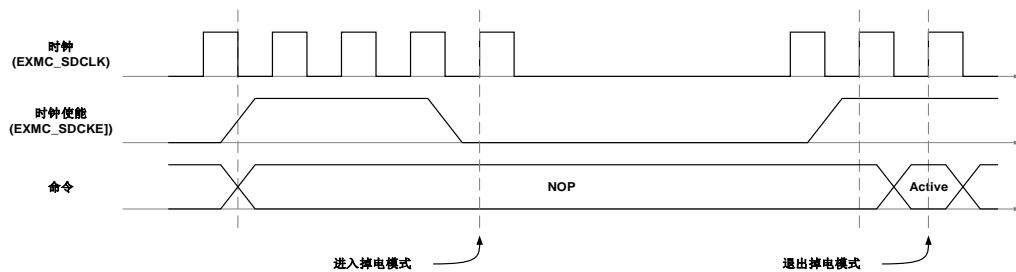 时钟
(EXMC_SDCLK)
时钟使能
(EXMC_SDCKE])
命令
NOP
Active
进入掉电模式
退出掉电模式